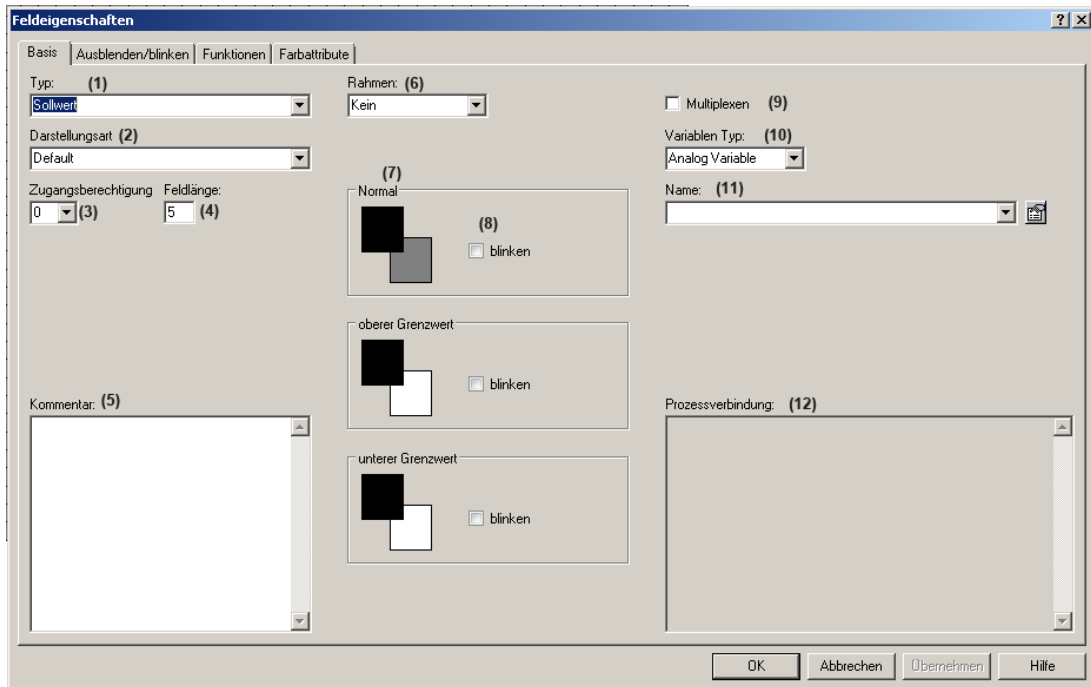 Feldeigenschaften
Basis Ausblenden/blinken Funktionen Farbattribute
Typ: (1)
Sollwert
Darstellungsart (2)
Default
Zugangsberechtigung Feldlänge:
0 (3) 5 (4)
Kommentar: (5)
Rahmen: (6)
Kein
(7)
Normal
(8)
blinken
oberer Grenzwert
blinken
unterer Grenzwert
blinken
Multiplexen (9)
Variablen Typ: (10)
Analog Variable
Name: (11)
Prozessverbindung: (12)
OK Abbrechen Übernehmen Hilfe